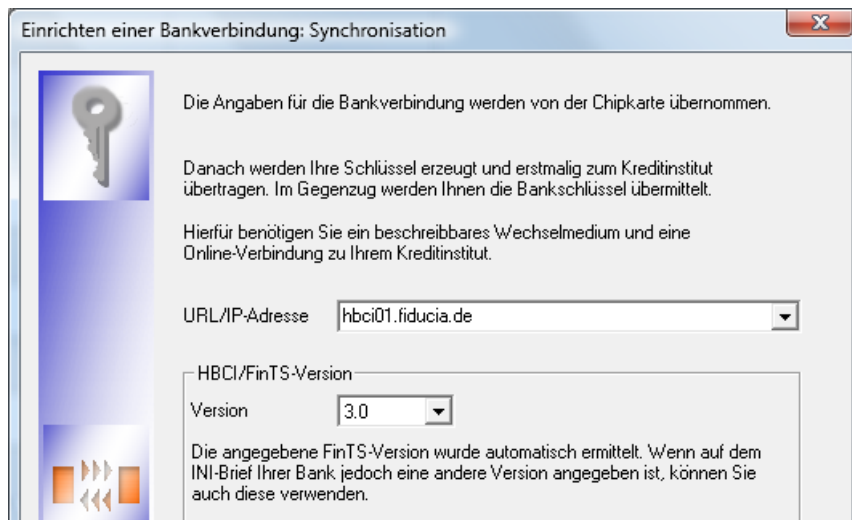 Einrichten einer Bankverbindung: Synchronisation
Die Angaben für die Bankverbindung werden von der Chipkarte übernommen.
Danach werden Ihre Schlüssel erzeugt und erstmalig zum Kreditinstitut
übertragen. Im Gegenzug werden Ihnen die Bankschlüssel übermittelt.
Hierfür benötigen Sie ein beschreibbares Wechselmedium und eine
Online-Verbindung zu Ihrem Kreditinstitut.
URL/IP-Adresse hbci01.fiducia.de
HBCI/FinTS-Version
Version 3.0
Die angegebene FinTS-Version wurde automatisch ermittelt. Wenn auf dem
INI-Brief Ihrer Bank jedoch eine andere Version angegeben ist, können Sie
auch diese verwenden.